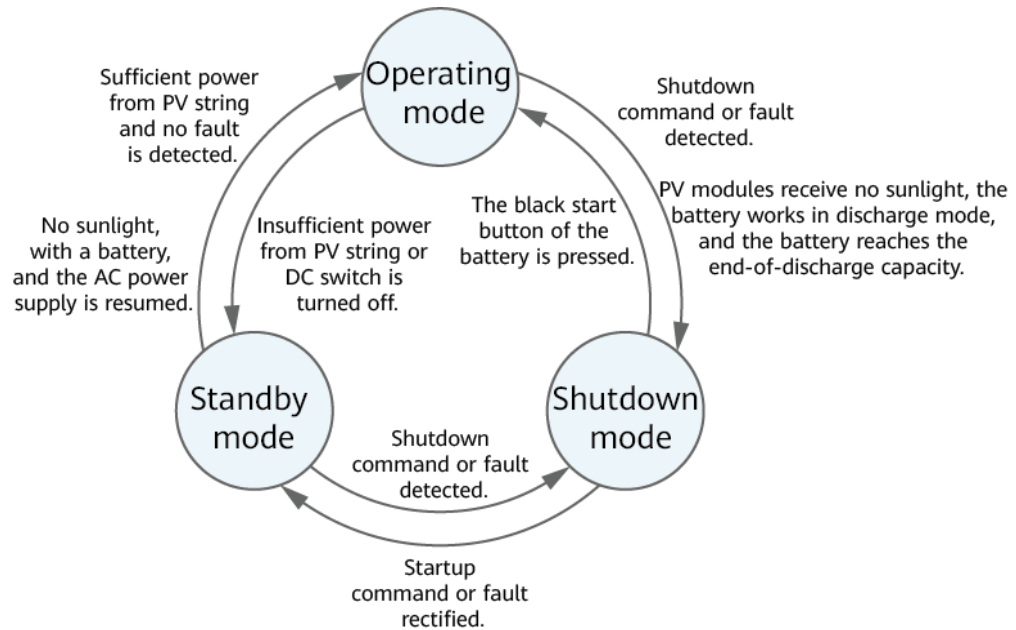 Operating
mode
Sufficient power
from PV string
and no fault
is detected.
Shutdown
command or fault
detected.
No sunlight,
with a battery,
and the AC power
supply is resumed.
Insufficient power
from PV string or
DC switch is
turned off.
The black start
button of the
battery is pressed.
PV modules receive no sunlight, the
battery works in discharge mode,
and the battery reaches the
end-of-discharge capacity.
Standby
mode
Shutdown
mode
Shutdown
command or fault
detected.
Startup
command or fault
rectified.